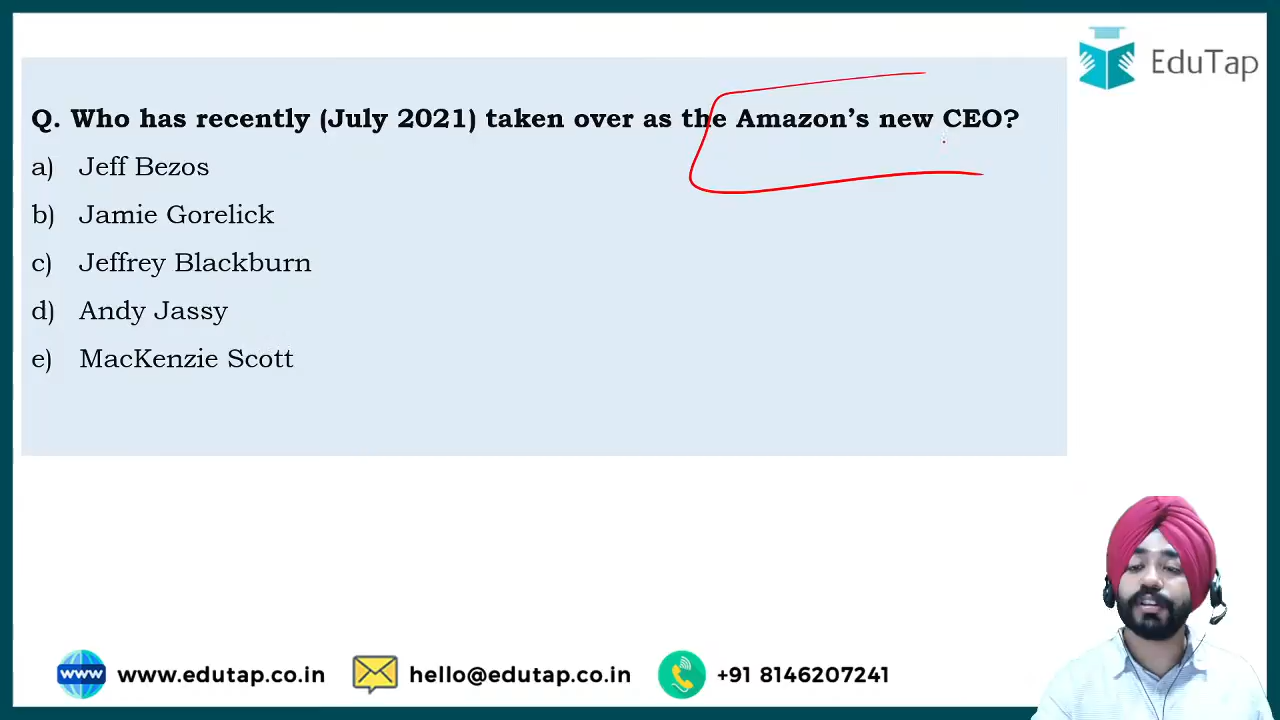 EduTap
Q. Who has recently (July 2021) taken over as the Amazon’s new CEO?
a) Jeff Bezos
b) Jamie Gorelick
c) Jeffrey Blackburn
d) Andy Jassy
e) MacKenzie Scott
www www.edutap.co.in hello@edutap.co.in +91 8146207241